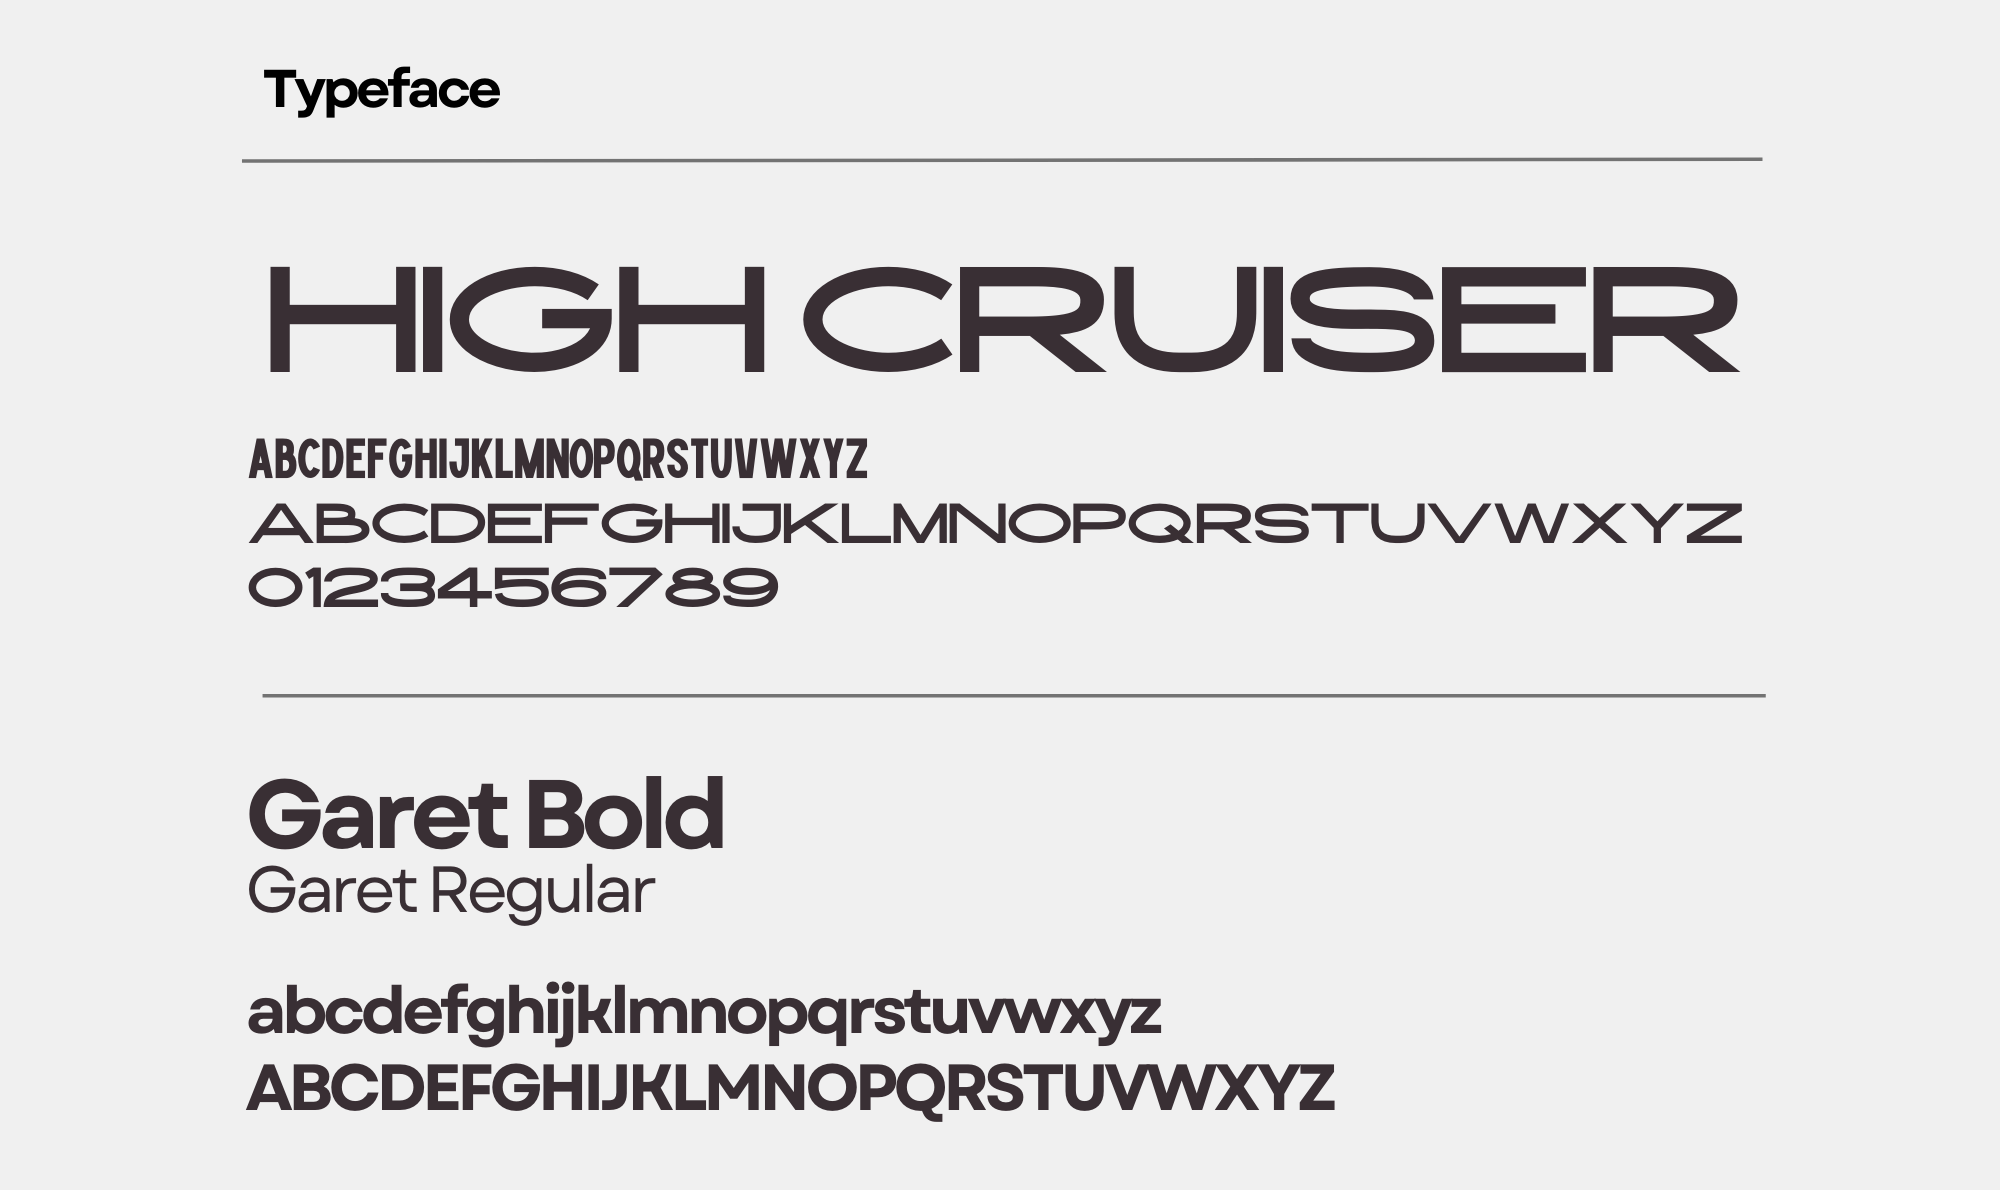 Typeface
HIGH CRUISER
ABCDEFGHIJKLMNOPQRSTUVWXYZ
ABCDEFGHIJKLMNOPQRSTUVWXYZ
0123456789
Garet Bold
Garet Regular
abcdefghijklmnopqrstuvwxyz
ABCDEFGHIJKLMNOPQRSTUVWXYZ